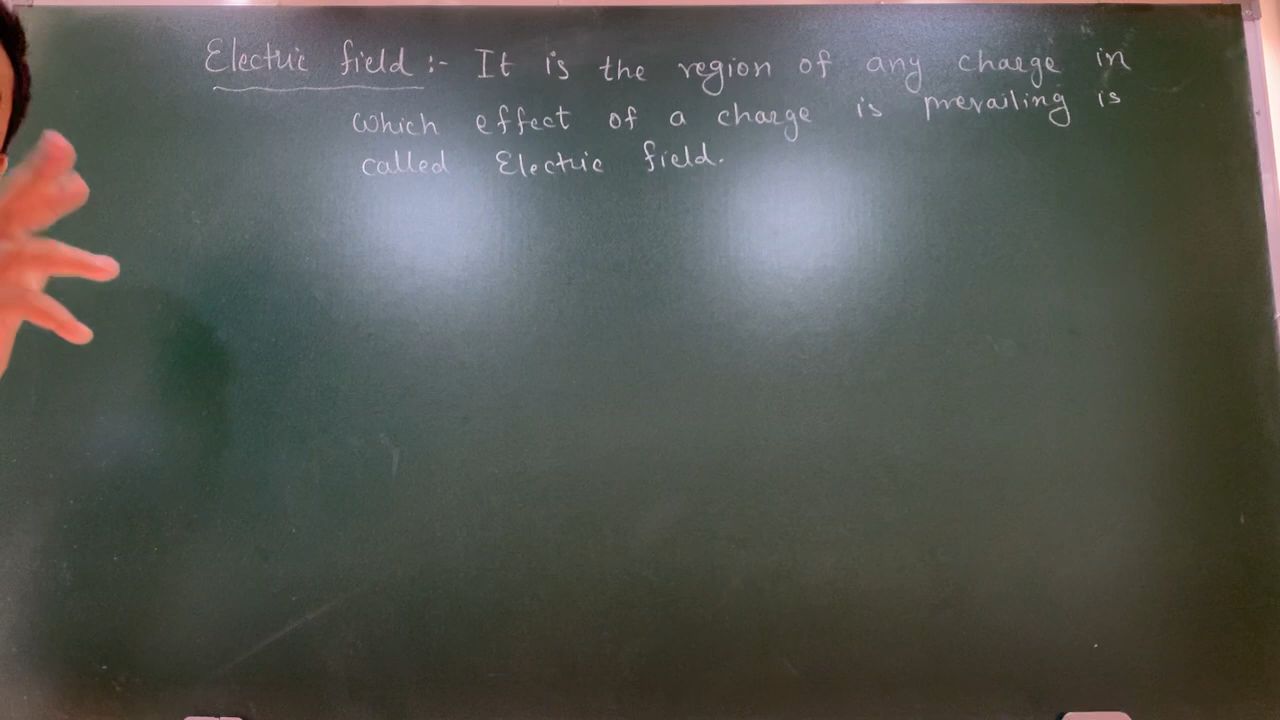 Electric field :- It is the region of any charge in
which effect of a charge is prevailing is
called Electric field.